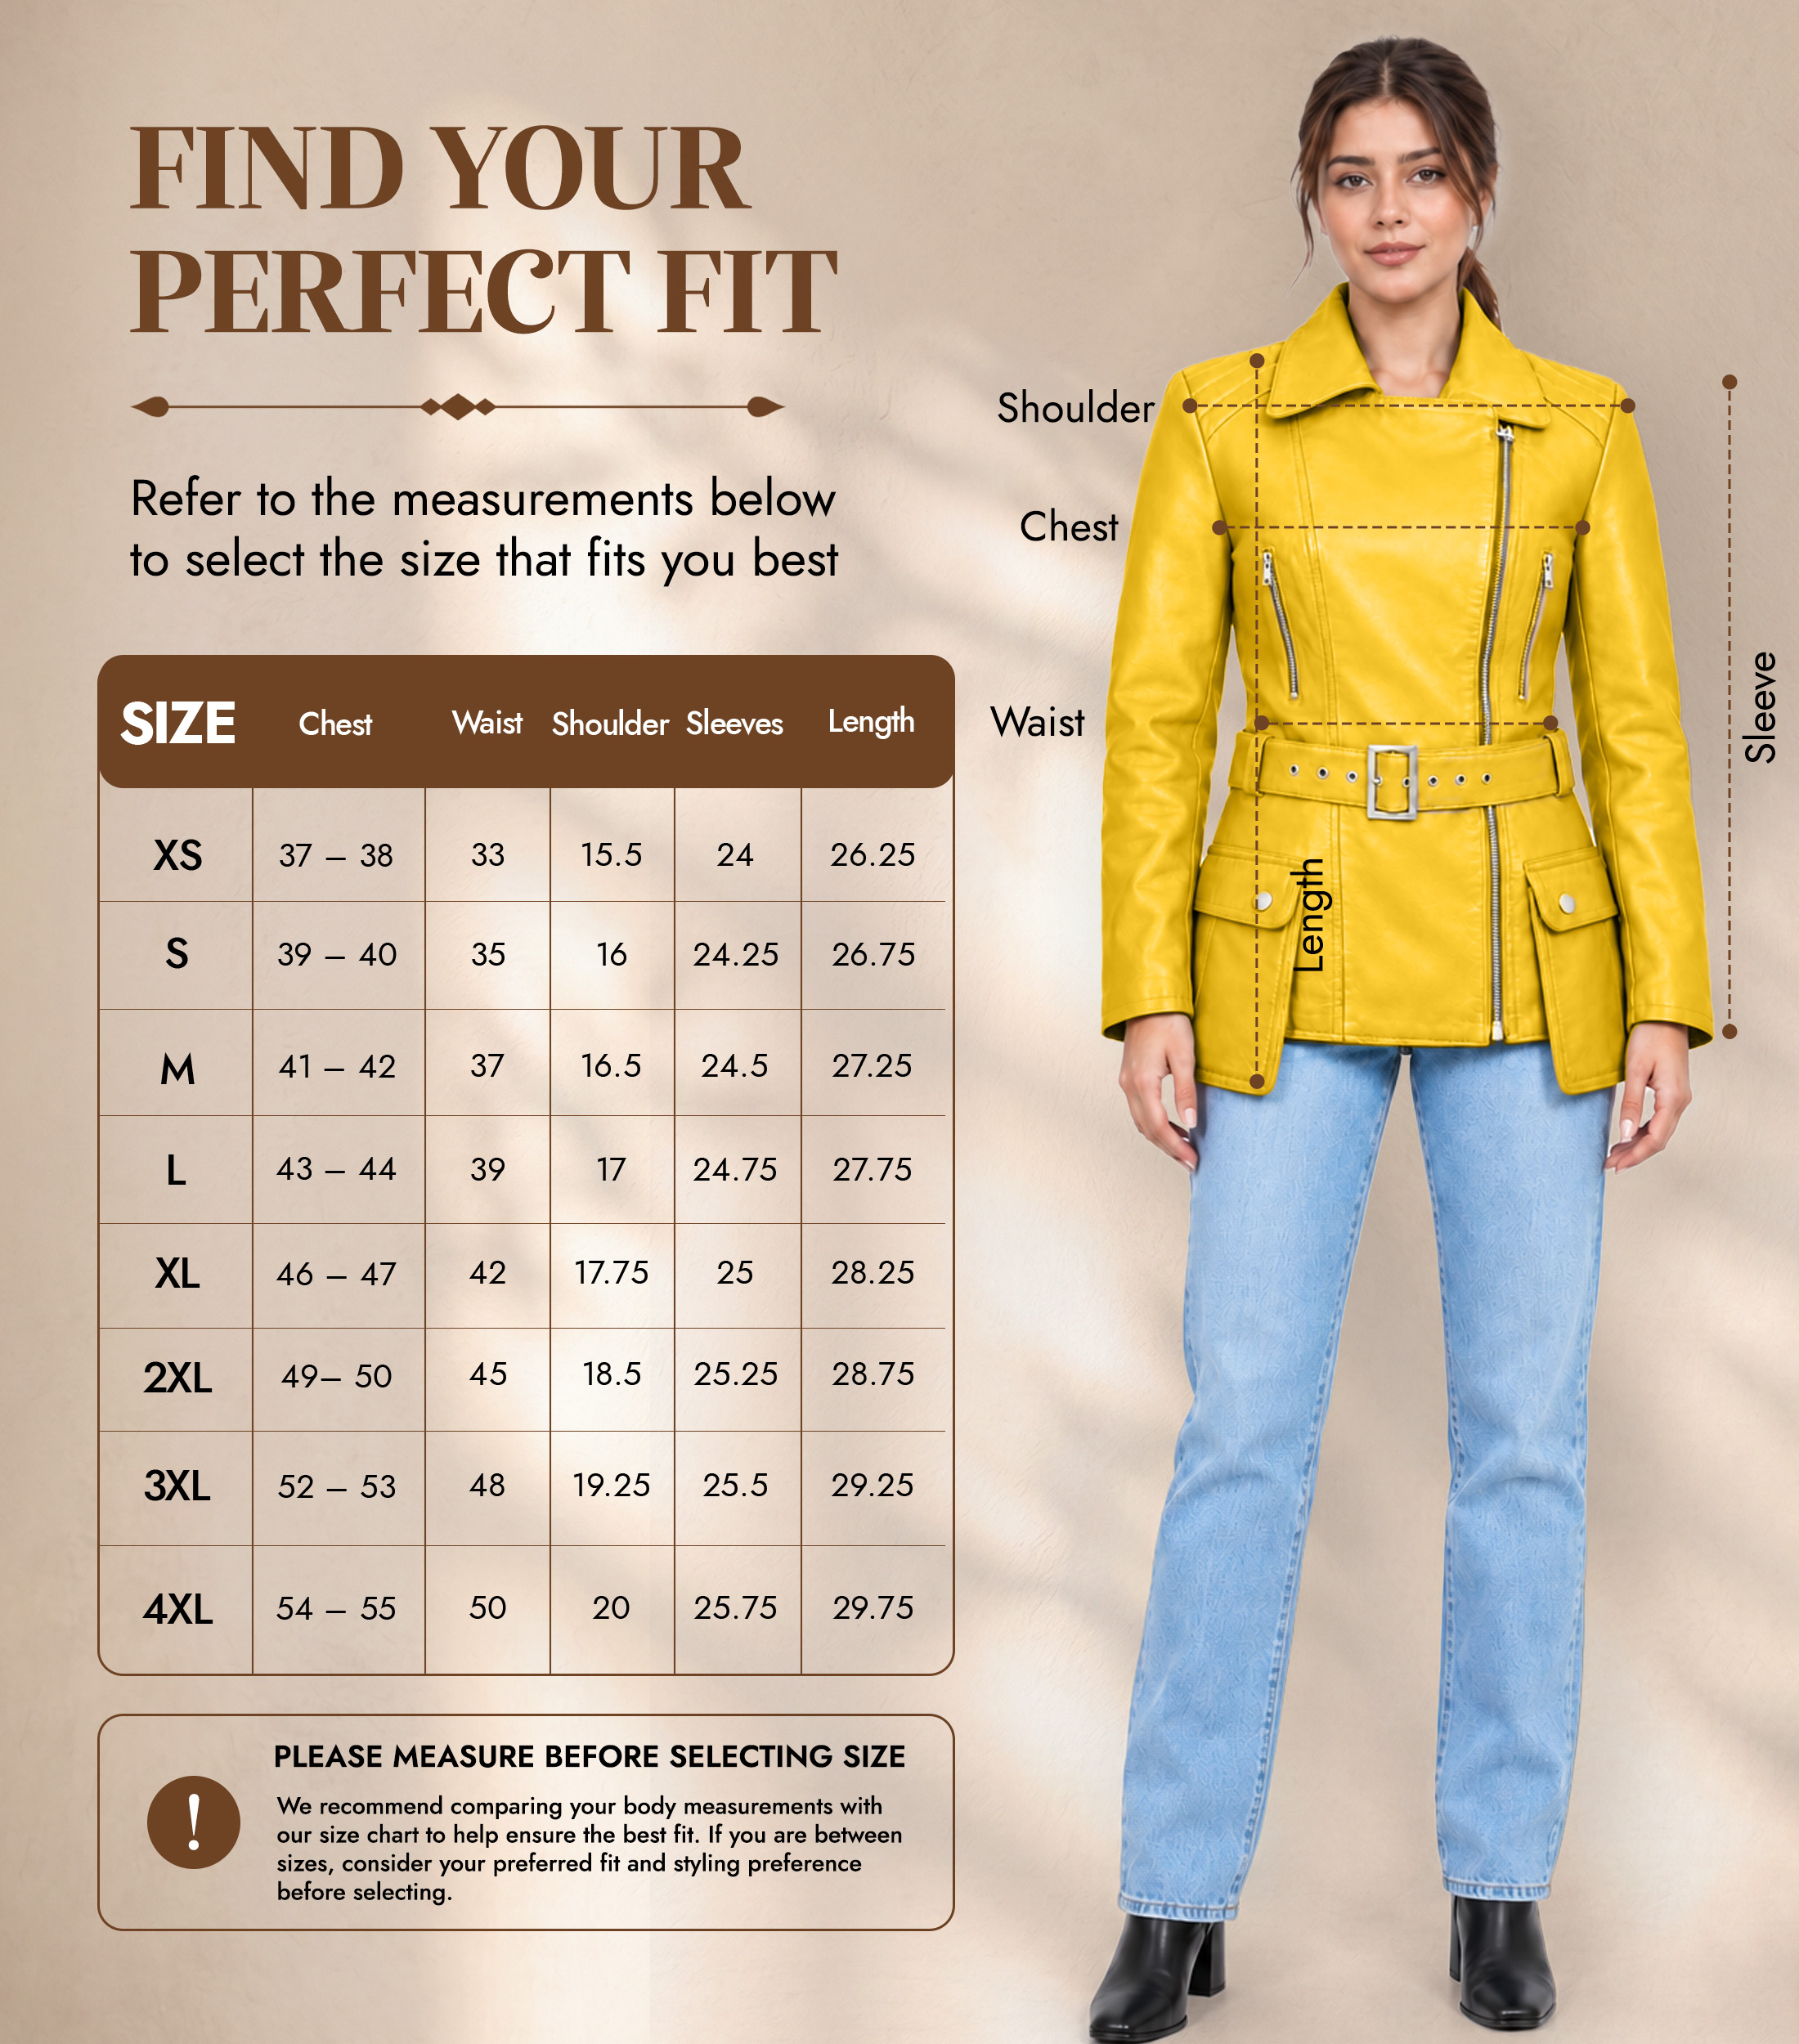 FIND YOUR
PERFECT FIT
Refer to the measurements below
to select the size that fits you best
SIZE Chest Waist Shoulder Sleeves Length
XS 37 – 38 33 15.5 24 26.25
S 39 – 40 35 16 24.25 26.75
M 41 – 42 37 16.5 24.5 27.25
L 43 – 44 39 17 24.75 27.75
XL 46 – 47 42 17.75 25 28.25
2XL 49– 50 45 18.5 25.25 28.75
3XL 52 – 53 48 19.25 25.5 29.25
4XL 54 – 55 50 20 25.75 29.75
!
PLEASE MEASURE BEFORE SELECTING SIZE
We recommend comparing your body measurements with
our size chart to help ensure the best fit. If you are between
sizes, consider your preferred fit and styling preference
before selecting.
Shoulder
Chest
Waist
Length
Sleeve